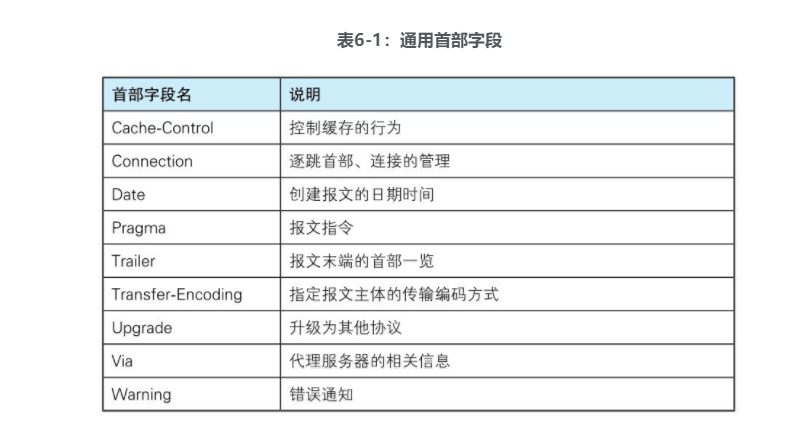 表6-1：通用首部字段
首部字段名 说明
Cache-Control 控制缓存的行为
Connection 逐跳首部、连接的管理
Date 创建报文的日期时间
Pragma 报文指令
Trailer 报文末端的首部一览
Transfer-Encoding 指定报文主体的传输编码方式
Upgrade 升级为其他协议
Via 代理服务器的相关信息
Warning 错误通知